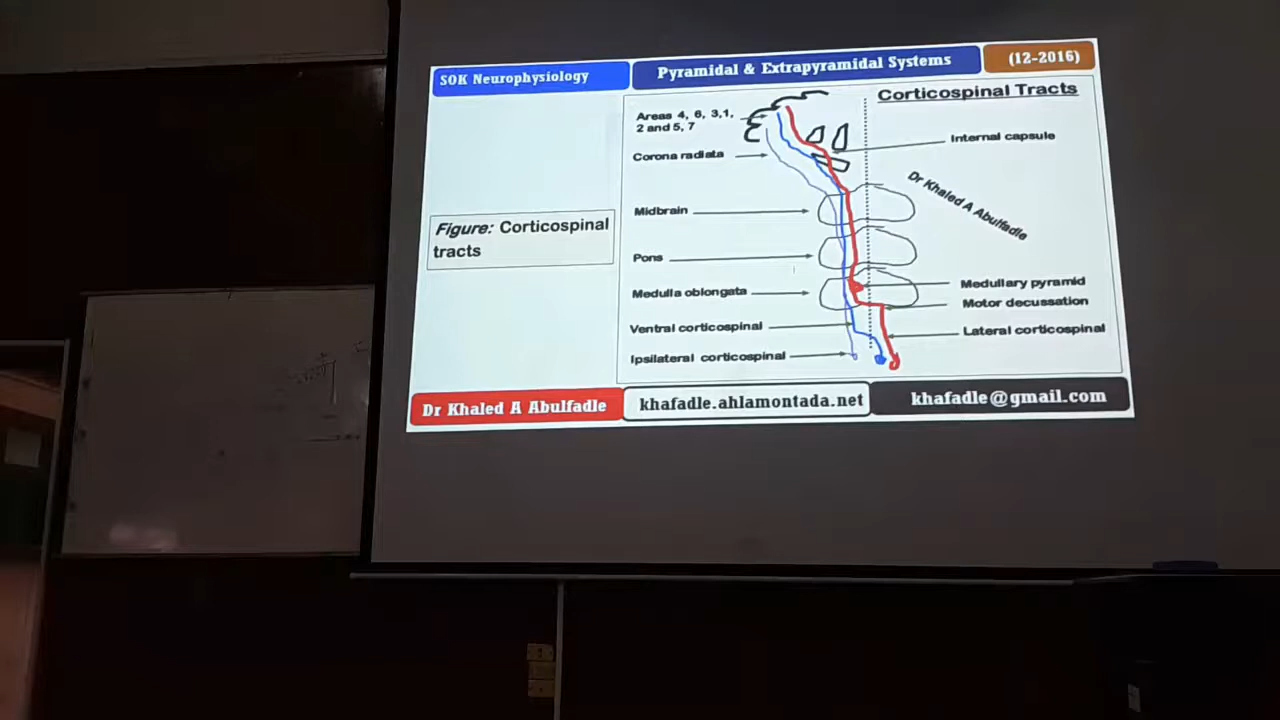 SOK Neurophysiology
Pyramidal & Extrapyramidal Systems
(12-2016)
Corticospinal Tracts
Areas 4, 6, 3,1,
2 and 5, 7
Internal capsule
Corona radiata
Dr Khaled A Abulfadle
Midbrain
Figure: Corticospinal
tracts
Pons
Medullary pyramid
Medulla oblongata
Motor decussation
Ventral corticospinal
Lateral corticospinal
Ipsilateral corticospinal
Dr Khaled A Abulfadle
khafadle.ahlamontada.net
khafadle@gmail.com